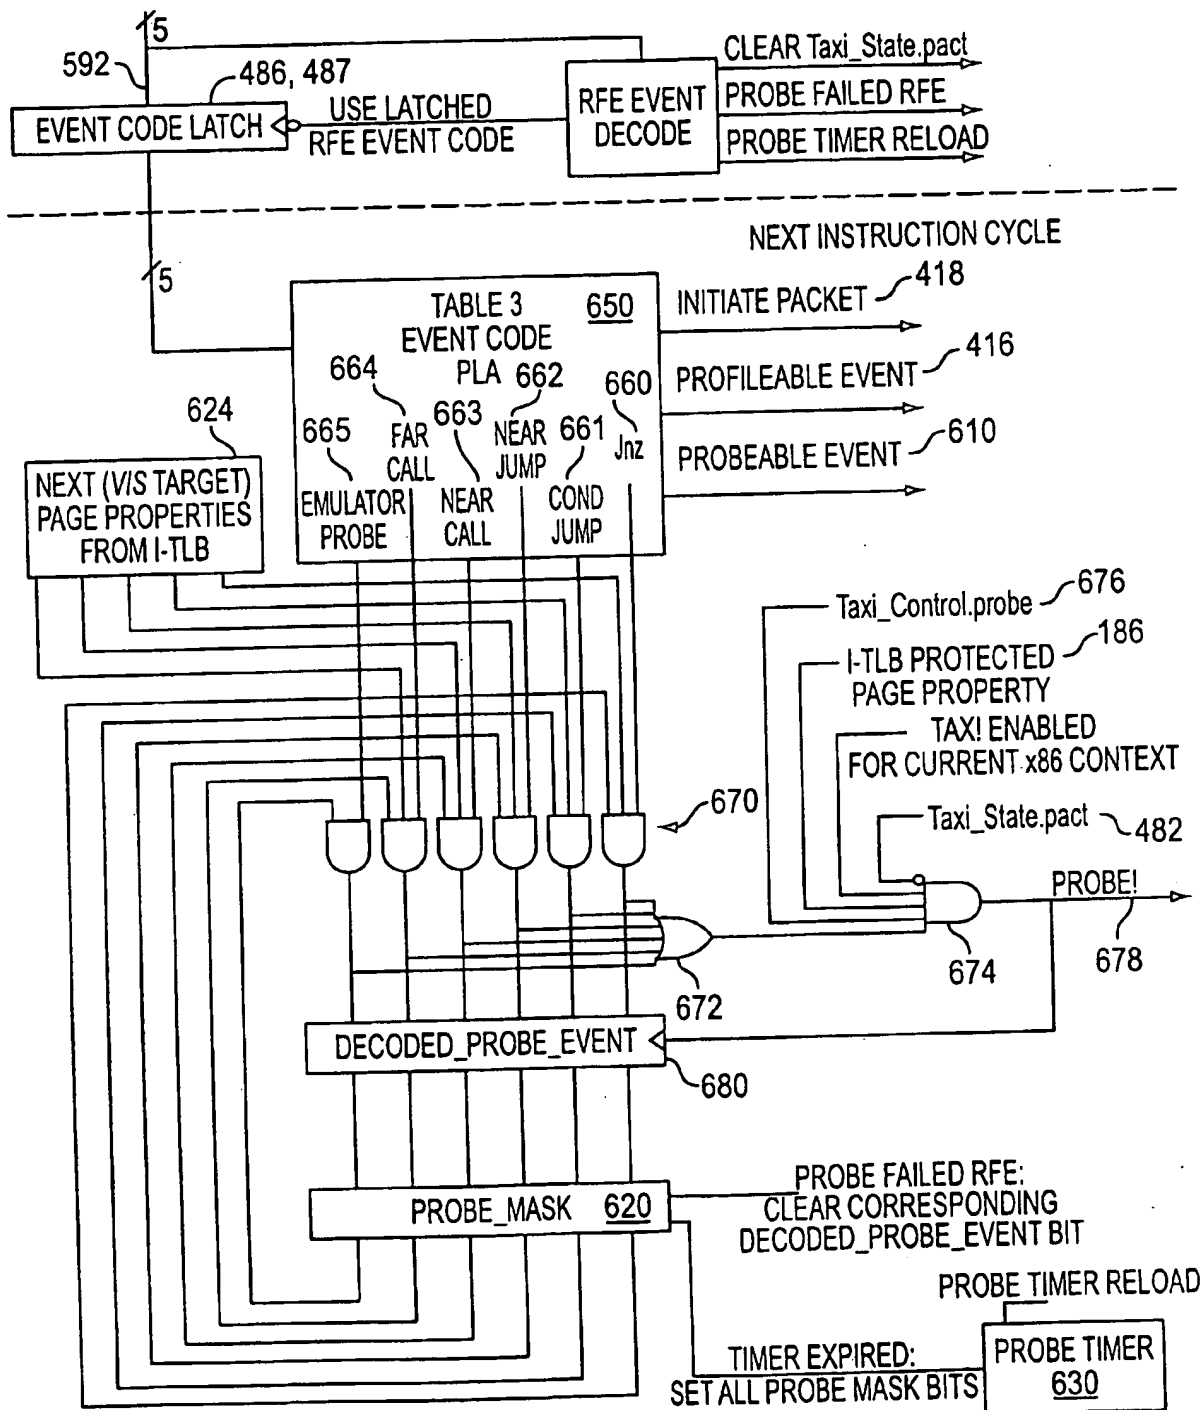 5
592
486, 487
EVENT CODE LATCH
USE LATCHED
RFE EVENT CODE
RFE EVENT
DECODE
CLEAR Taxi_State.pact
PROBE FAILED RFE
PROBE TIMER RELOAD
NEXT INSTRUCTION CYCLE
5
TABLE 3
EVENT CODE
PLA
650
INITIATE PACKET
418
PROFILEABLE EVENT
416
PROBEABLE EVENT
610
665
EMULATOR
PROBE
664
FAR
CALL
663
NEAR
CALL
662
NEAR
JUMP
661
COND
JUMP
660
Jnz
624
NEXT (V/S TARGET)
PAGE PROPERTIES
FROM I-TLB
Taxi_Control.probe
676
I-TLB PROTECTED
PAGE PROPERTY
186
TAX! ENABLED
FOR CURRENT x86 CONTEXT
Taxi_State.pact
482
670
PROBE!
678
674
672
DECODED_PROBE_EVENT
680
PROBE_MASK 620
PROBE FAILED RFE:
CLEAR CORRESPONDING
DECODED_PROBE_EVENT BIT
PROBE TIMER RELOAD
TIMER EXPIRED:
SET ALL PROBE MASK BITS
PROBE TIMER
630